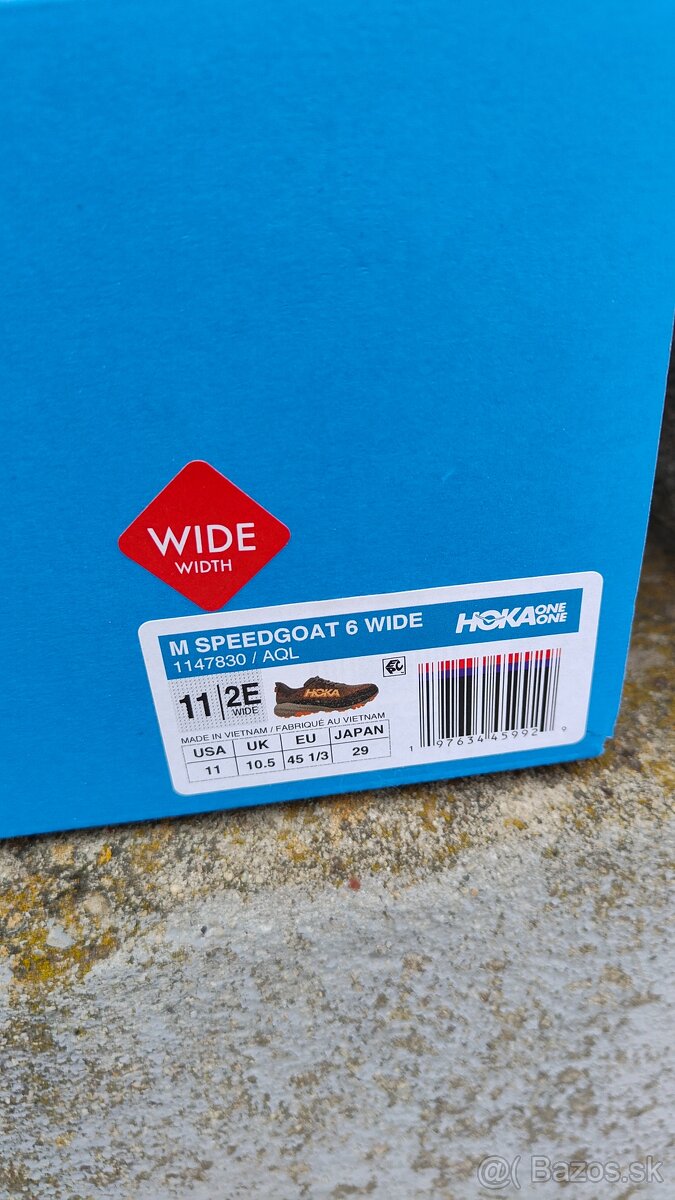 WIDE
WIDTH
M SPEEDGOAT 6 WIDE
HOKA ONE ONE
1147830 / AQL
11 2E
WIDE
HOKA
MADE IN VIETNAM / FABRIQUÉ AU VIETNAM
USA UK EU JAPAN
11 10.5 45 1/3 29
1 97634 45992 9
@( Bazos.sk